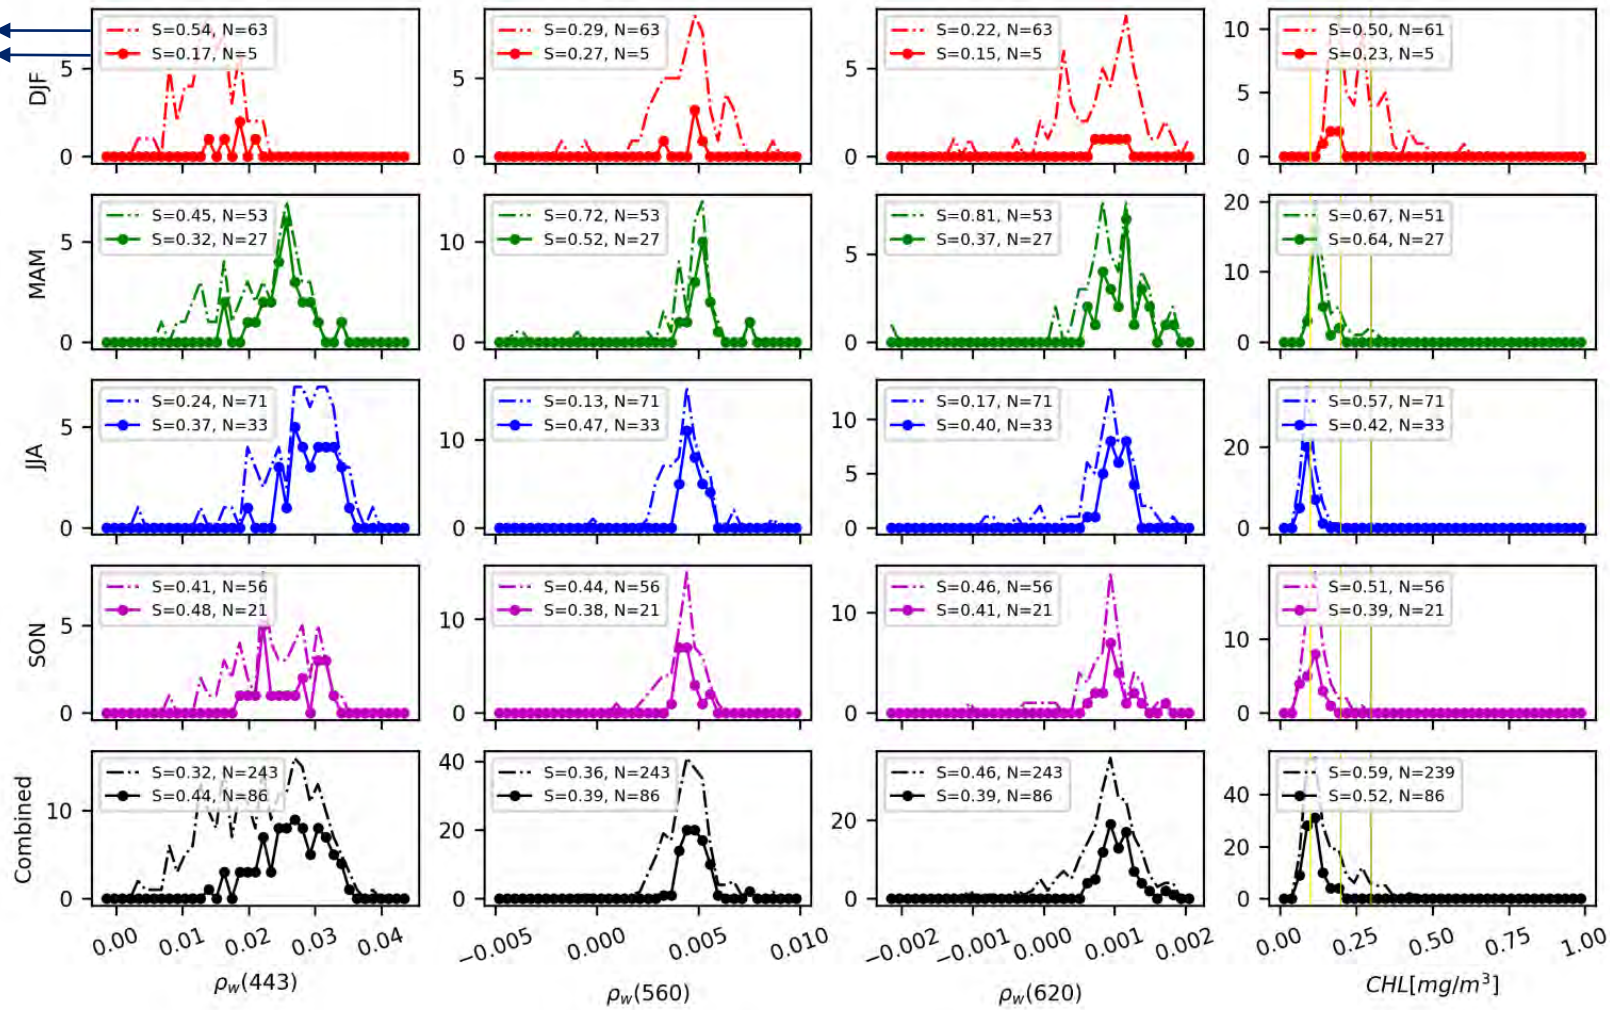 S=0.54, N=63
S=0.17, N=5
S=0.29, N=63
S=0.27, N=5
S=0.22, N=63
S=0.15, N=5
S=0.50, N=61
S=0.23, N=5
DJF
5
0
5
0
5
0
10
5
0
S=0.45, N=53
S=0.32, N=27
S=0.72, N=53
S=0.52, N=27
S=0.81, N=53
S=0.37, N=27
S=0.67, N=51
S=0.64, N=27
MAM
5
0
10
0
5
0
20
10
0
S=0.24, N=71
S=0.37, N=33
S=0.13, N=71
S=0.47, N=33
S=0.17, N=71
S=0.40, N=33
S=0.57, N=71
S=0.42, N=33
JJA
5
0
10
0
10
5
0
20
0
S=0.41, N=56
S=0.48, N=21
S=0.44, N=56
S=0.38, N=21
S=0.46, N=56
S=0.41, N=21
S=0.51, N=56
S=0.39, N=21
SON
5
0
10
0
10
0
10
0
S=0.32, N=243
S=0.44, N=86
S=0.36, N=243
S=0.39, N=86
S=0.46, N=243
S=0.39, N=86
S=0.59, N=239
S=0.52, N=86
Combined
10
0
40
20
0
20
0
40
20
0
0.00 0.01 0.02 0.03 0.04
−0.005 0.000 0.005 0.010
−0.002 −0.001 0.000 0.001 0.002
0.00 0.25 0.50 0.75 1.00
ρw(443)
ρw(560)
ρw(620)
CHL[mg/m³]